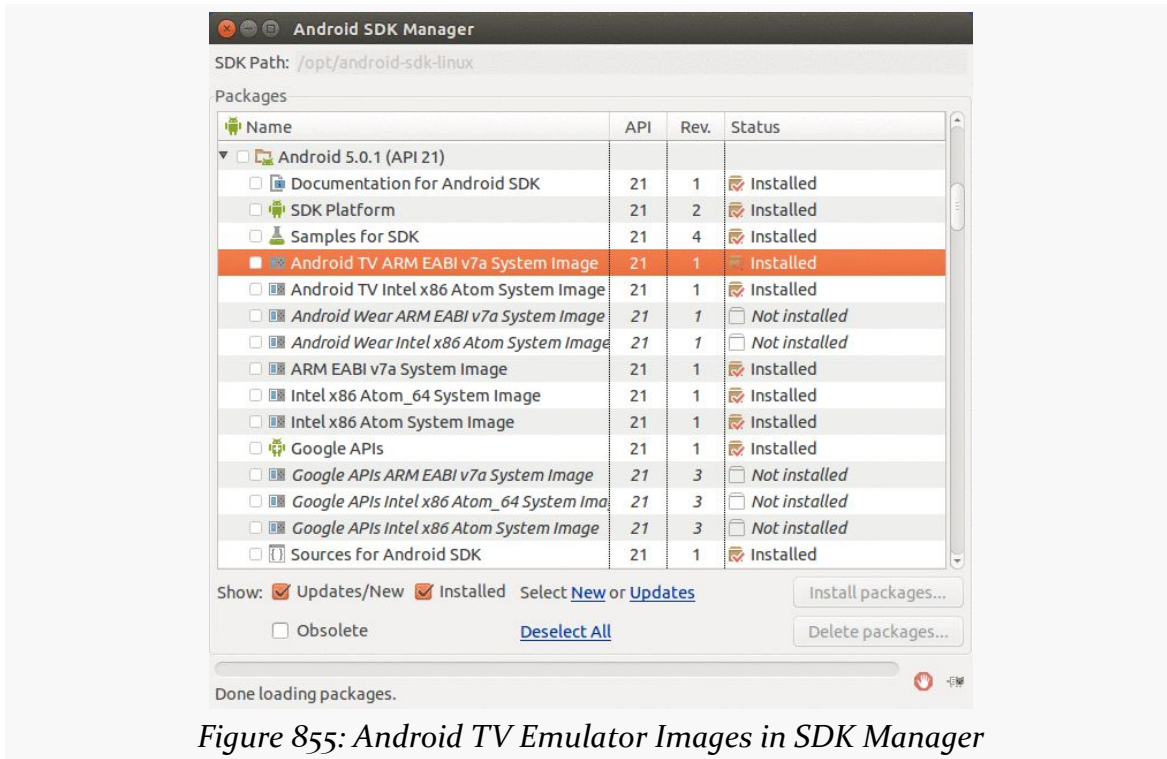 Android SDK Manager
SDK Path: /opt/android-sdk-linux
Packages
Name API Rev. Status
Android 5.0.1 (API 21)
Documentation for Android SDK 21 1 Installed
SDK Platform 21 2 Installed
Samples for SDK 21 4 Installed
Android TV ARM EABI v7a System Image 21 1 Installed
Android TV Intel x86 Atom System Image 21 1 Installed
Android Wear ARM EABI v7a System Image 21 1 Not installed
Android Wear Intel x86 Atom System Image 21 1 Not installed
ARM EABI v7a System Image 21 1 Installed
Intel x86 Atom_64 System Image 21 1 Installed
Intel x86 Atom System Image 21 1 Installed
Google APIs 21 1 Installed
Google APIs ARM EABI v7a System Image 21 3 Not installed
Google APIs Intel x86 Atom_64 System Ima 21 3 Not installed
Google APIs Intel x86 Atom System Image 21 3 Not installed
Sources for Android SDK 21 1 Installed
Show: Updates/New Installed Select New or Updates Install packages...
Obsolete Deselect All Delete packages...
Done loading packages.
Figure 855: Android TV Emulator Images in SDK Manager